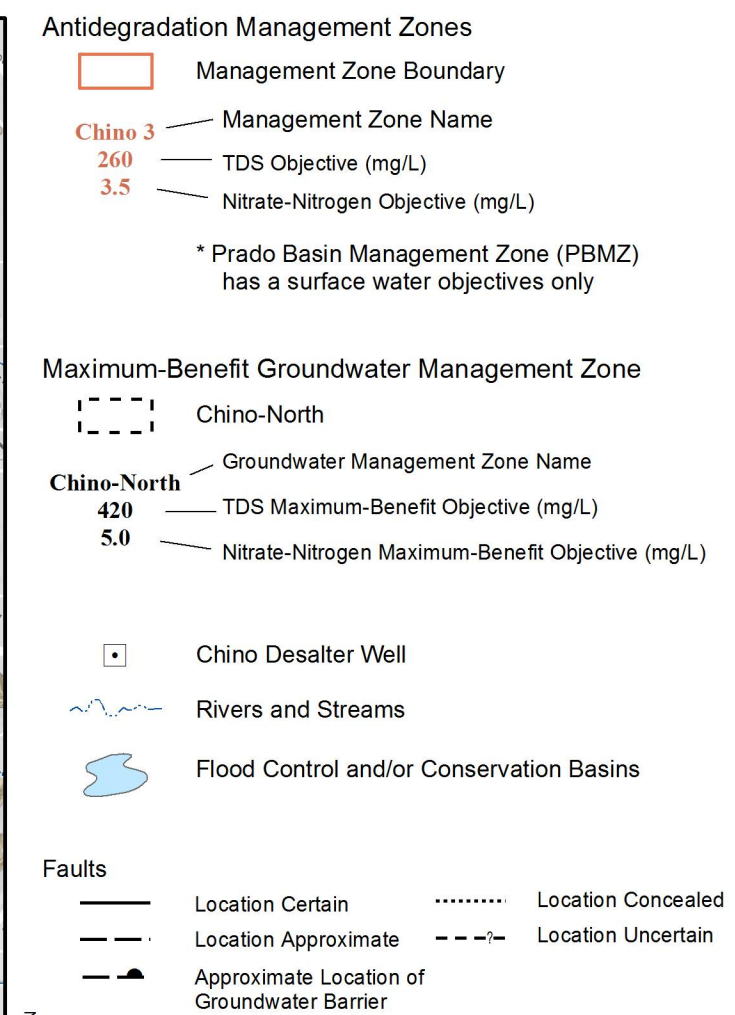 Antidegradation Management Zones
Management Zone Boundary
Chino 3
Management Zone Name
260
TDS Objective (mg/L)
3.5
Nitrate-Nitrogen Objective (mg/L)
* Prado Basin Management Zone (PBMZ)
has a surface water objectives only
Maximum-Benefit Groundwater Management Zone
Chino-North
Groundwater Management Zone Name
Chino-North
420
TDS Maximum-Benefit Objective (mg/L)
5.0
Nitrate-Nitrogen Maximum-Benefit Objective (mg/L)
Chino Desalter Well
Rivers and Streams
Flood Control and/or Conservation Basins
Faults
Location Certain
Location Concealed
Location Approximate
?
Location Uncertain
Approximate Location of
Groundwater Barrier